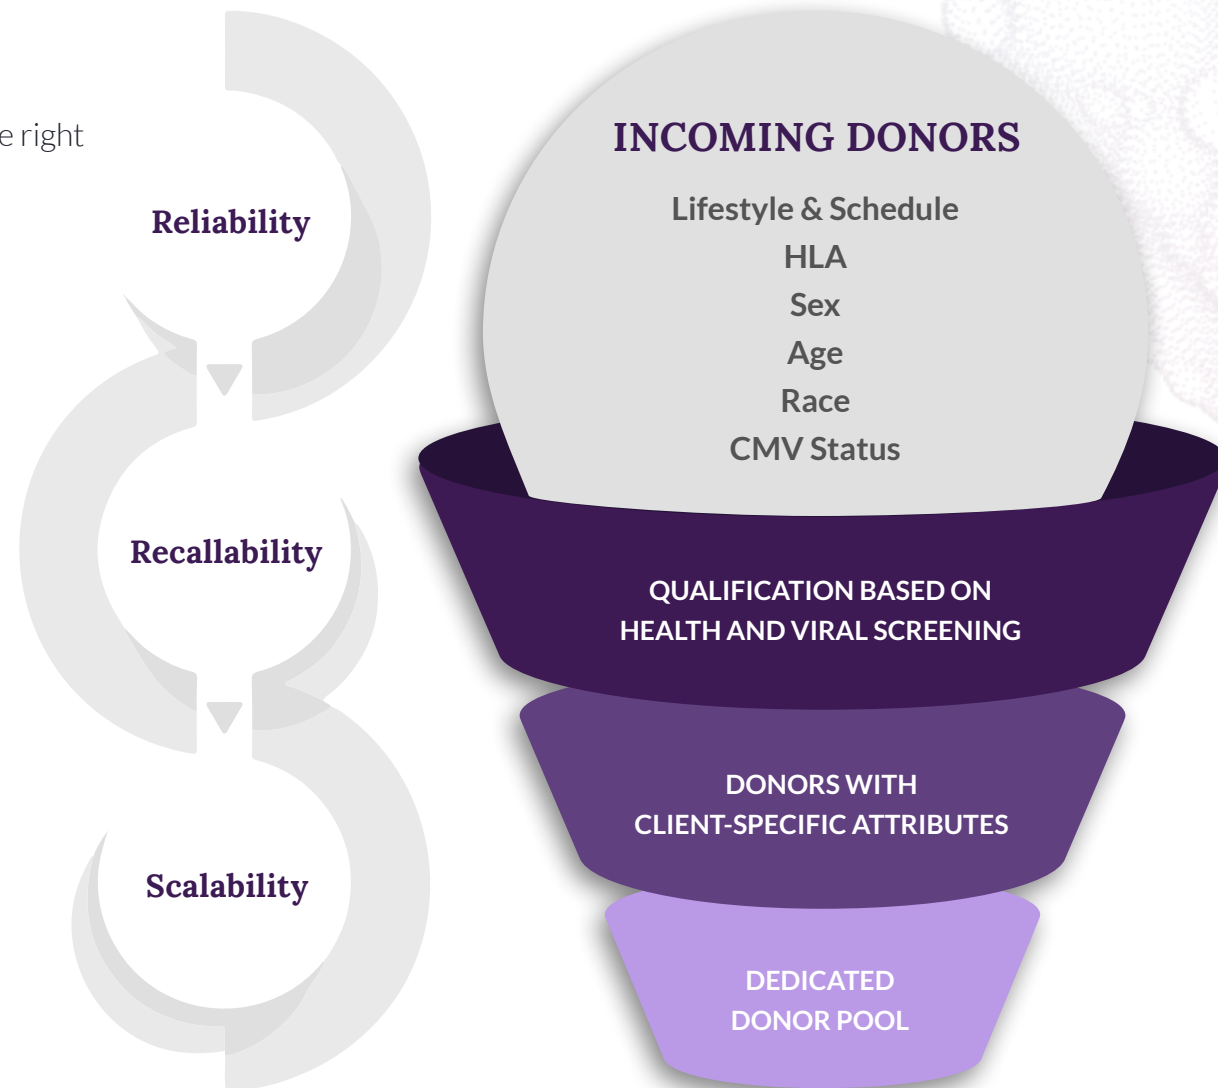 e right
Reliability
Recallability
Scalability
INCOMING DONORS
Lifestyle & Schedule
HLA
Sex
Age
Race
CMV Status
QUALIFICATION BASED ON
HEALTH AND VIRAL SCREENING
DONORS WITH
CLIENT-SPECIFIC ATTRIBUTES
DEDICATED
DONOR POOL